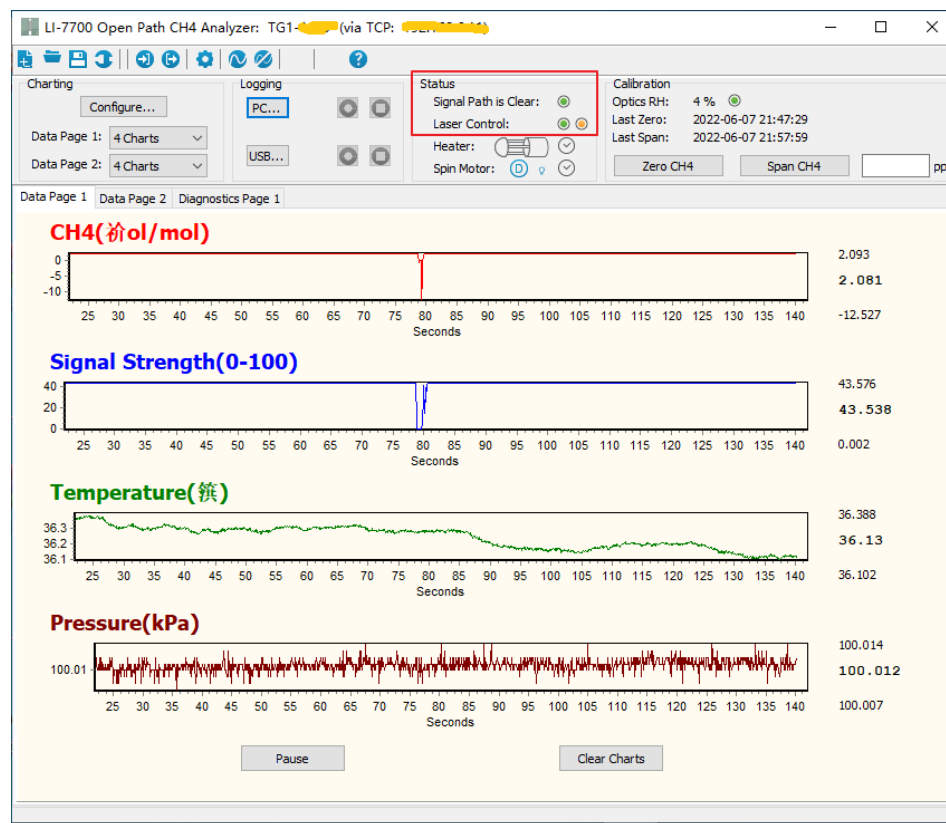 LI-7700 Open Path CH4 Analyzer: TG1- (via TCP:
Charting
Configure...
Data Page 1: 4 Charts
Data Page 2: 4 Charts
Logging
PC...
USB...
Status
Signal Path is Clear:
Laser Control:
Heater:
Spin Motor: D
Calibration
Optics RH: 4 %
Last Zero: 2022-06-07 21:47:29
Last Span: 2022-06-07 21:57:59
Zero CH4 Span CH4 pp
Data Page 1 Data Page 2 Diagnostics Page 1
CH4(祄ol/mol)
0
-5
-10
25 30 35 40 45 50 55 60 65 70 75 80 85 90 95 100 105 110 115 120 125 130 135 140
Seconds
2.093
2.081
-12.527
Signal Strength(0-100)
40
20
0
25 30 35 40 45 50 55 60 65 70 75 80 85 90 95 100 105 110 115 120 125 130 135 140
Seconds
43.576
43.538
0.002
Temperature(篊)
36.3
36.2
36.1
25 30 35 40 45 50 55 60 65 70 75 80 85 90 95 100 105 110 115 120 125 130 135 140
Seconds
36.388
36.13
36.102
Pressure(kPa)
100.01
25 30 35 40 45 50 55 60 65 70 75 80 85 90 95 100 105 110 115 120 125 130 135 140
Seconds
100.014
100.012
100.007
Pause Clear Charts